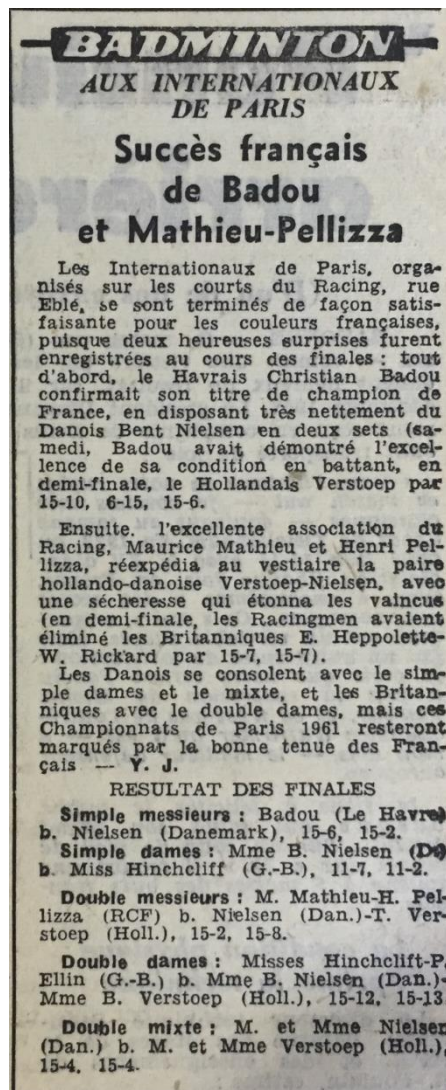 BADMINTON
AUX INTERNATIONAUX
DE PARIS
Succès français
de Badou
et Mathieu-Pellizza
Les Internationaux de Paris, orga-
nisés sur les courts du Racing, rue
Eblé, se sont terminés de façon satis-
faisante pour les couleurs françaises,
puisque deux heureuses surprises furent
enregistrées au cours des finales : tout
d'abord, le Havrais Christian Badou
confirmait son titre de champion de
France, en disposant très nettement du
Danois Bent Nielsen en deux sets (sa-
medi, Badou avait démontré l'excel-
lence de sa condition en battant, en
demi-finale, le Hollandais Verstoep par
15-10, 6-15, 15-6.
Ensuite. l'excellente association du
Racing, Maurice Mathieu et Henri Pel-
lizza, réexpédia au vestiaire la paire
hollando-danoise Verstoep-Nielsen, avec
une sécheresse qui étonna les vaincus
(en demi-finale, les Racingmen avaient
éliminé les Britanniques E. Heppolette-
W. Rickard par 15-7, 15-7).
Les Danois se consolent avec le sim-
ple dames et le mixte, et les Britan-
niques avec le double dames, mais ces
Championnats de Paris 1961 resteront
marqués par la bonne tenue des Fran-
çais — Y. J.
RESULTAT DES FINALES
Simple messieurs : Badou (Le Havre)
b. Nielsen (Danemark), 15-6, 15-2.
Simple dames : Mme B. Nielsen
b. Miss Hinchcliff (G.-B.), 11-7, 11-2.
Double messieurs : M. Mathieu-H. Pel-
lizza (RCF) b. Nielsen (Dan.)-T. Ver-
stoep (Holl.), 15-2, 15-8.
Double dames : Misses Hinchclift-P.
Ellin (G.-B.) b. Mme B. Nielsen (Dan.)-
Mme B. Verstoep (Holl.), 15-12, 15-13
Double mixte : M. et Mme Nielsen
(Dan.) b. M. et Mme Verstoep (Holl.),
15-4, 15-4.